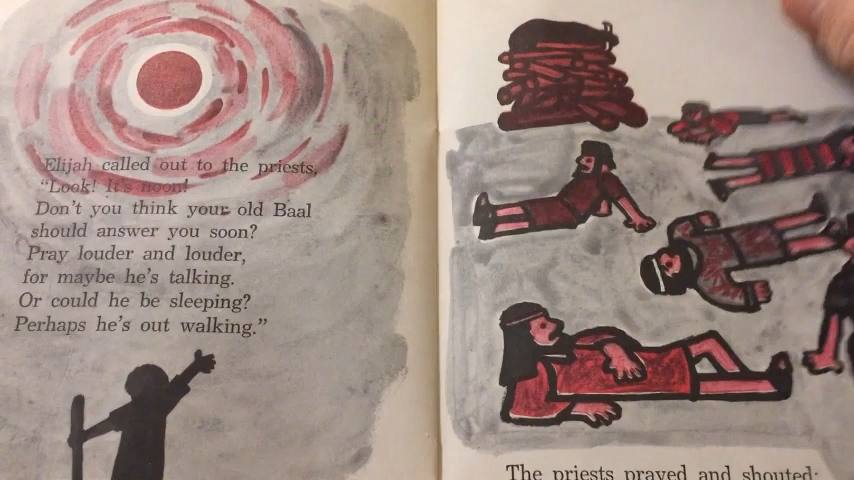 Elijah called out to the priests,
"Look! It's noon!
Don't you think your old Baal
should answer you soon?
Pray louder and louder,
for maybe he's talking.
Or could he be sleeping?
Perhaps he's out walking."
The priests prayed and shouted: